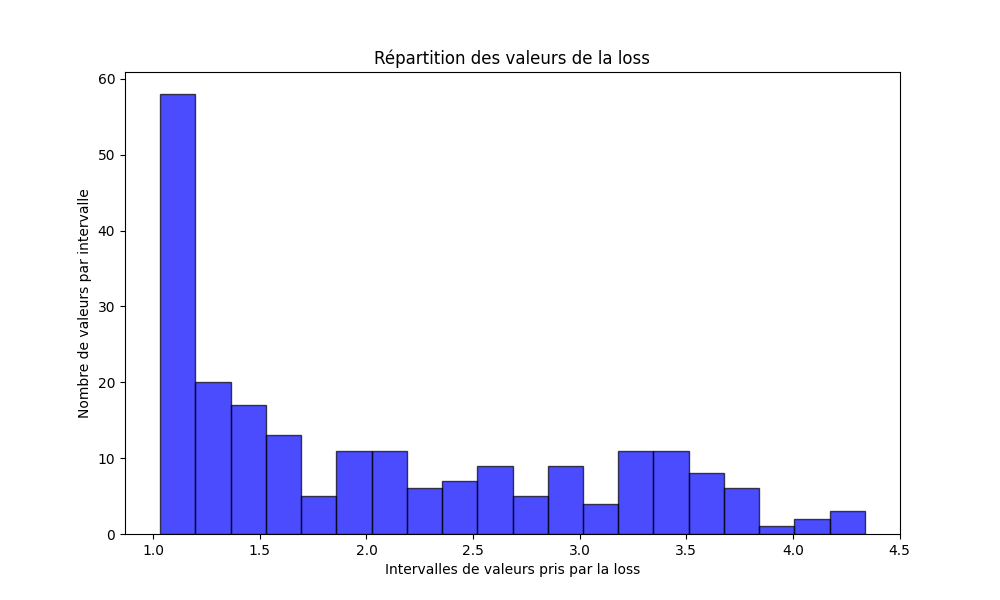 Répartition des valeurs de la loss
60
50
40
30
20
10
0
Nombre de valeurs par intervalle
1.0 1.5 2.0 2.5 3.0 3.5 4.0 4.5
Intervalles de valeurs pris par la loss